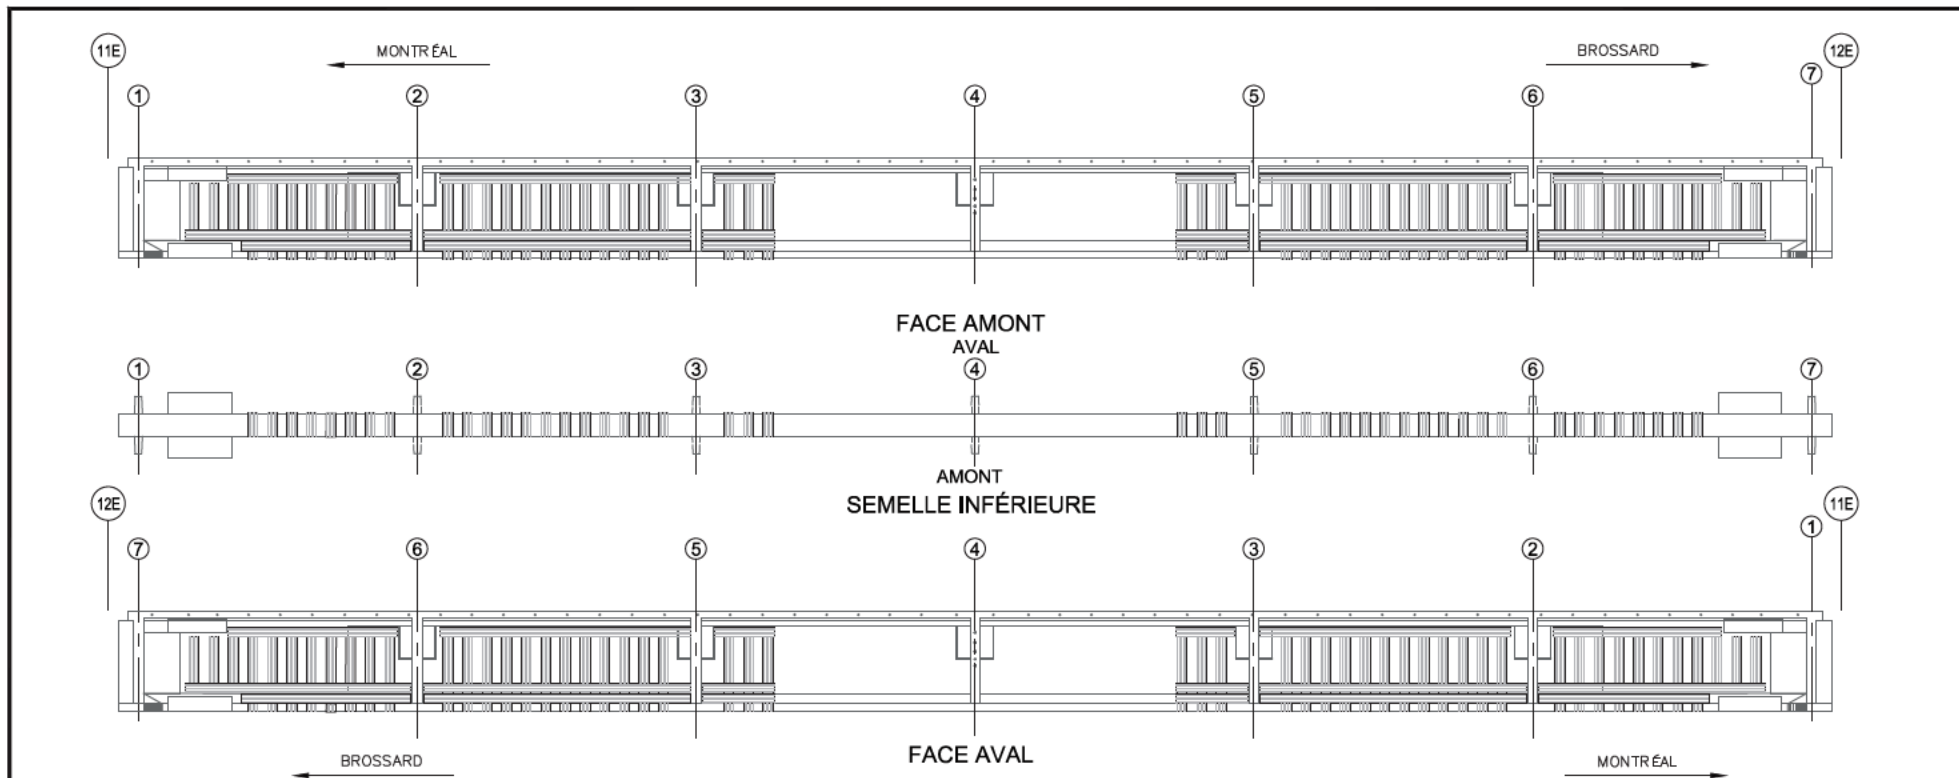 11E MONTRÉAL BROSSARD 12E
1 2 3 4 5 6 7
FACE AMONT
AVAL
1 2 3 4 5 6 7
AMONT
SEMELLE INFÉRIEURE
12E 11E
7 6 5 4 3 2 1
FACE AVAL
BROSSARD MONTRÉAL